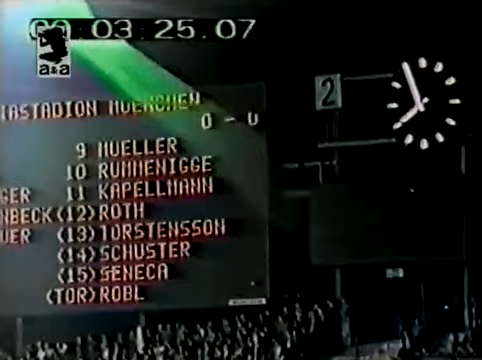 00:03:25.07
a&a
IASTADION MUENCHEN
0 - 0
9 MUELLER
10 RUMMENIGGE
GER 11 KAPELLMANN
NBECK (12) ROTH
UER (13) TORSTENSSON
(14) SCHUSTER
(15) SENECA
(TOR) ROBL
2